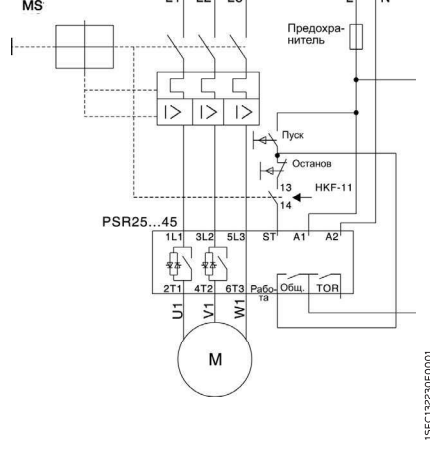 MS
L1 L2 L3 L N
Предохра-
нитель
I> I> I>
Пуск
Останов
13 HKF-11
14
PSR25...45
1L1 3L2 5L3 ST A1 A2
2T1 4T2 6T3 Рабо- Общ. TOR
та
U1 V1 W1
M
1SFC132230F0001